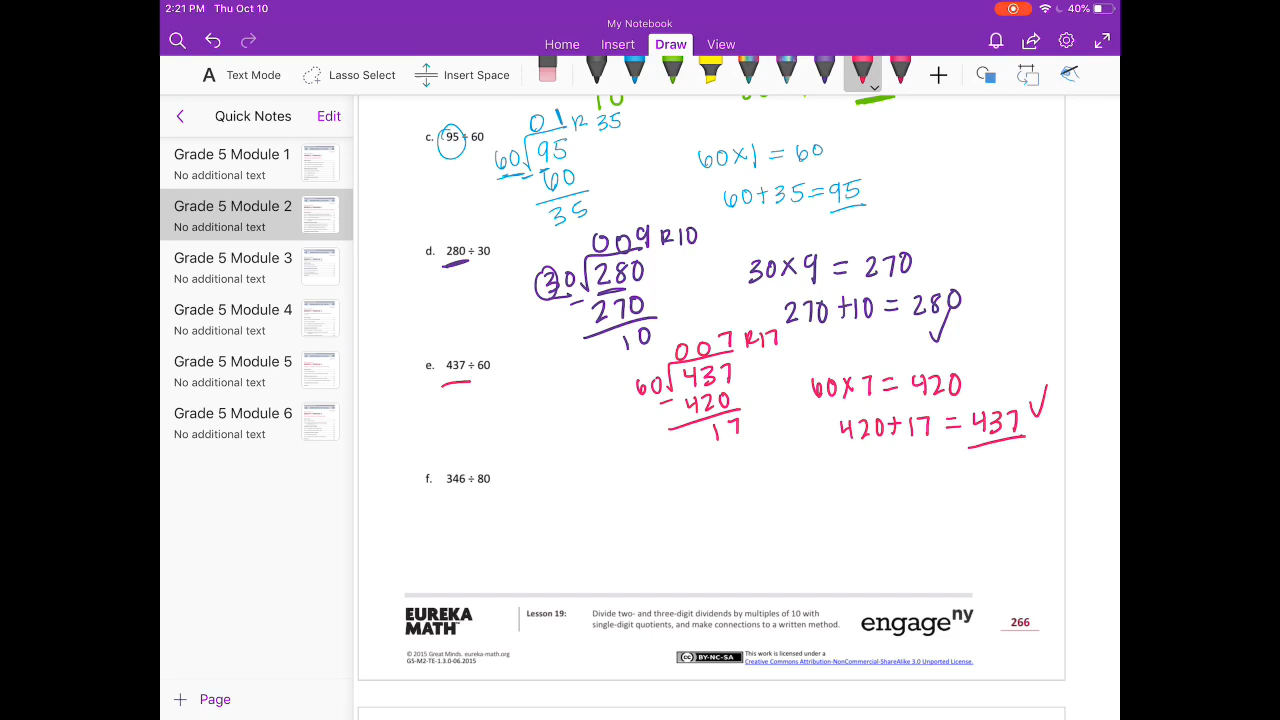 2:21 PM Thu Oct 10
40%
My Notebook
Home Insert Draw View
A Text Mode Lasso Select Insert Space
Quick Notes Edit
Grade 5 Module 1
No additional text
Grade 5 Module 2
No additional text
Grade 5 Module 3
No additional text
Grade 5 Module 4
No additional text
Grade 5 Module 5
No additional text
Grade 5 Module 6
No additional text
Page
10
c. 95 ÷ 60
01 R 35
60 95
60
35
60 × 1 = 60
60 + 35 = 95
d. 280 ÷ 30
009 R10
30 280
270
10
30 × 9 = 270
270 + 10 = 280
e. 437 ÷ 60
007 R17
60 437
- 420
17
60 × 7 = 420
420 + 17 = 437
f. 346 ÷ 80
EUREKA
MATH™
Lesson 19:
Divide two- and three-digit dividends by multiples of 10 with
single-digit quotients, and make connections to a written method.
engageny
266
© 2015 Great Minds. eureka-math.org
G5-M2-TE-1.3.0-06.2015
CC BY-NC-SA
This work is licensed under a
Creative Commons Attribution-NonCommercial-ShareAlike 3.0 Unported License.